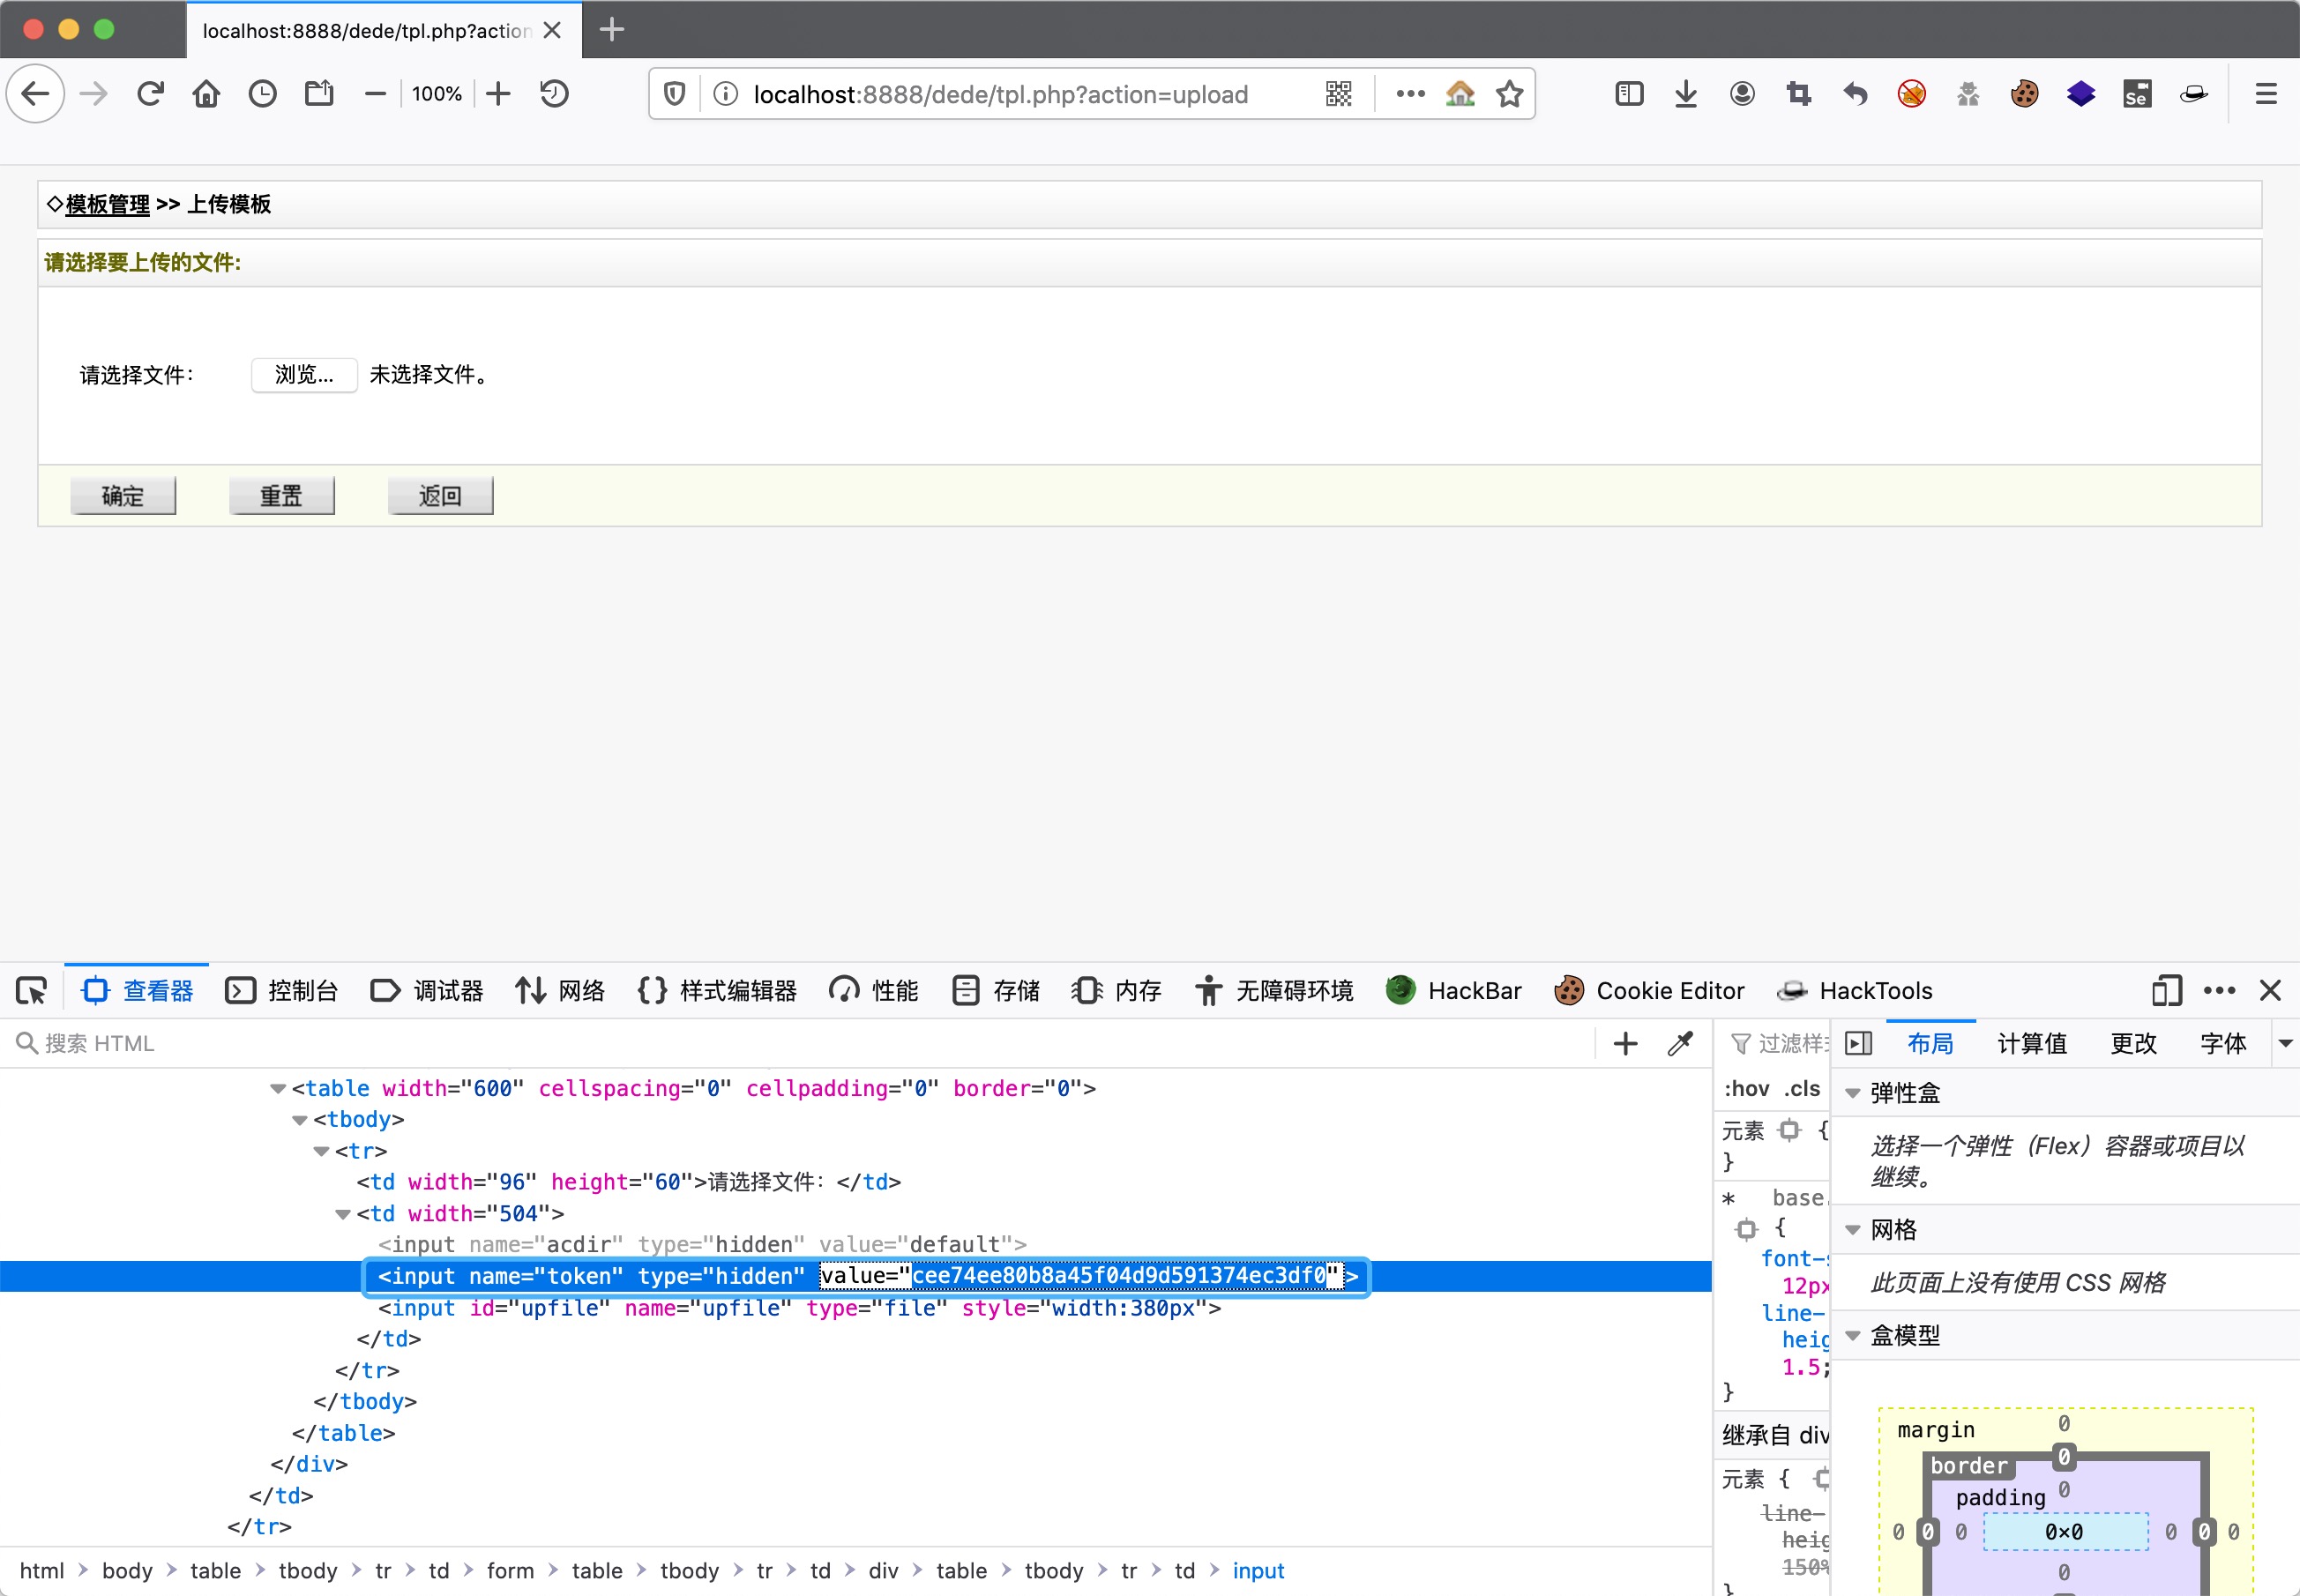 localhost:8888/dede/tpl.php?action
100%
localhost:8888/dede/tpl.php?action=upload
Se
◇模板管理 >> 上传模板
请选择要上传的文件:
请选择文件：
浏览...
未选择文件。
确定
重置
返回
查看器
控制台
调试器
网络
样式编辑器
性能
存储
内存
无障碍环境
HackBar
Cookie Editor
HackTools
搜索 HTML
过滤样式
布局
计算值
更改
字体
<table width="600" cellspacing="0" cellpadding="0" border="0">
<tbody>
<tr>
<td width="96" height="60">请选择文件：</td>
<td width="504">
<input name="acdir" type="hidden" value="default">
<input name="token" type="hidden" value="cee74ee80b8a45f04d9d591374ec3df0">
<input id="upfile" name="upfile" type="file" style="width:380px">
</td>
</tr>
</tbody>
</table>
</div>
</td>
</tr>
:hov .cls
元素 {
}
* base.
{
font-s
12px
line-
heig
1.5;
}
继承自 div
元素 {
line-
heig
150%
}
弹性盒
选择一个弹性（Flex）容器或项目以
继续。
网格
此页面上没有使用 CSS 网格
盒模型
margin 0
border 0
padding 0
0 0 0 0×0 0 0 0
0
html body table tbody tr td form table tbody tr td div table tbody tr td input